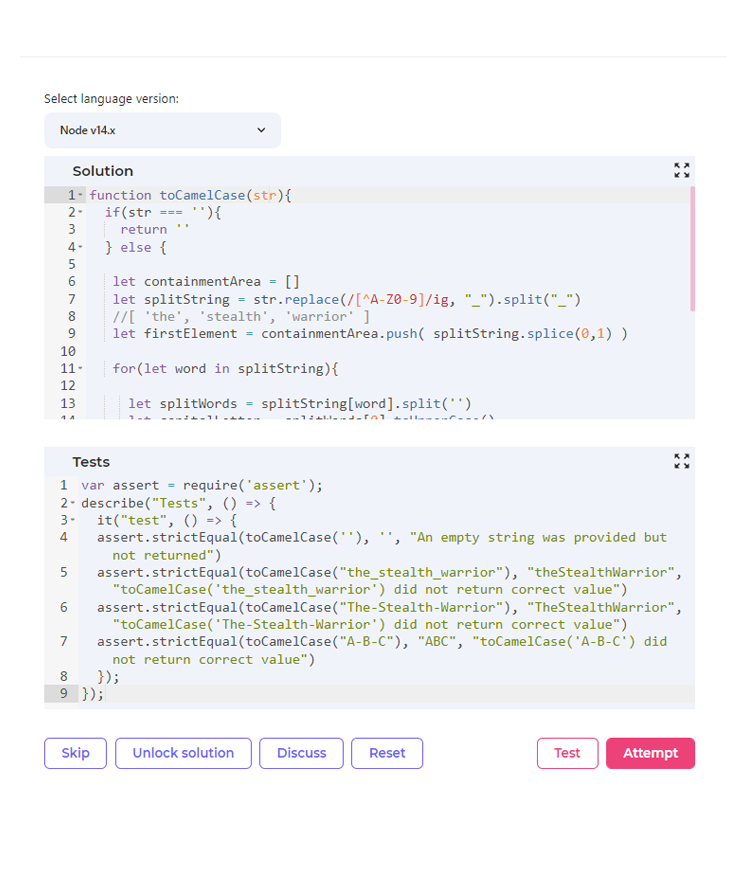 Select language version:
Node v14.x
Solution
1 function toCamelCase(str){
2 if(str === ''){
3 return ''
4 } else {
5
6 let containmentArea = []
7 let splitString = str.replace(/[^A-Z0-9]/ig, "_").split("_")
8 //[ 'the', 'stealth', 'warrior' ]
9 let firstElement = containmentArea.push( splitString.splice(0,1) )
10
11 for(let word in splitString){
12
13 let splitWords = splitString[word].split('')
Tests
1 var assert = require('assert');
2 describe("Tests", () => {
3 it("test", () => {
4 assert.strictEqual(toCamelCase(''), '', "An empty string was provided but
not returned")
5 assert.strictEqual(toCamelCase("the_stealth_warrior"), "theStealthWarrior",
"toCamelCase('the_stealth_warrior') did not return correct value")
6 assert.strictEqual(toCamelCase("The-Stealth-Warrior"), "TheStealthWarrior",
"toCamelCase('The-Stealth-Warrior') did not return correct value")
7 assert.strictEqual(toCamelCase("A-B-C"), "ABC", "toCamelCase('A-B-C') did
not return correct value")
8 });
9 });
Skip Unlock solution Discuss Reset Test Attempt